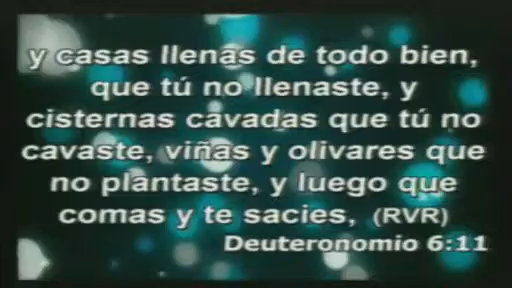 y casas llenas de todo bien,
que tú no llenaste, y
cisternas cavadas que tú no
cavaste, viñas y olivares que
no plantaste, y luego que
comas y te sacies, (RVR)
Deuteronomio 6:11